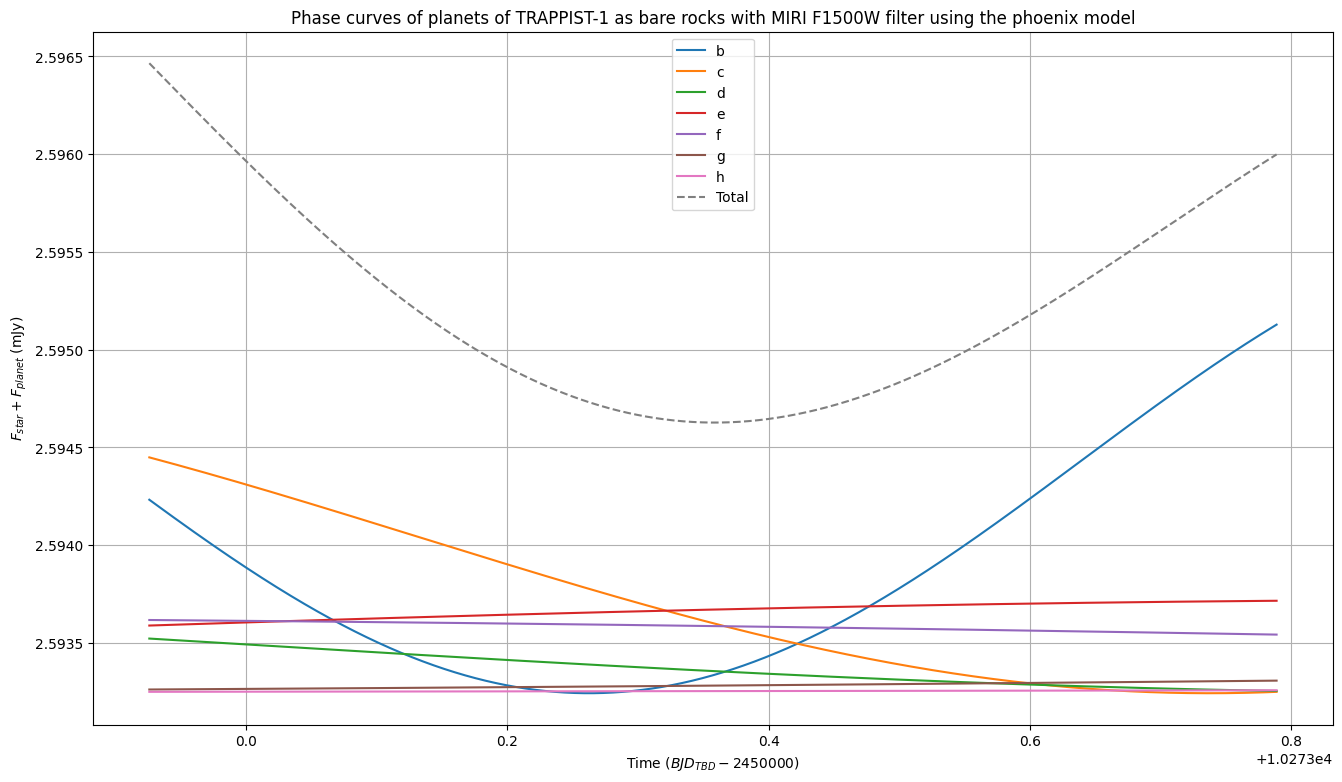 Phase curves of planets of TRAPPIST-1 as bare rocks with MIRI F1500W filter using the phoenix model
2.5965
2.5960
2.5955
2.5950
2.5945
2.5940
2.5935
F_star + F_planet (mJy)
b
c
d
e
f
g
h
Total
0.0 0.2 0.4 0.6 0.8
+1.0273e4
Time (BJD_TBD − 2450000)